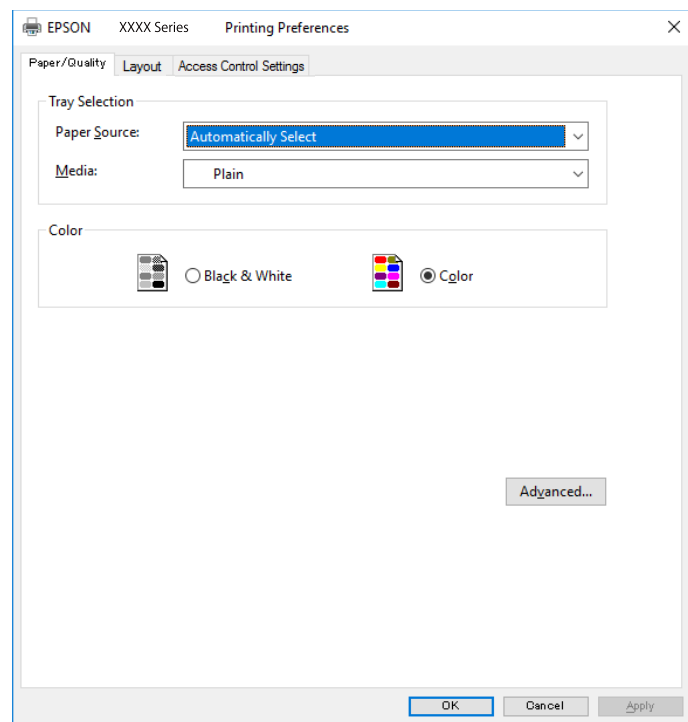 EPSON XXXX Series Printing Preferences
Paper/Quality Layout Access Control Settings
Tray Selection
Paper Source: Automatically Select
Media: Plain
Color
Black & White Color
Advanced...
OK Cancel Apply